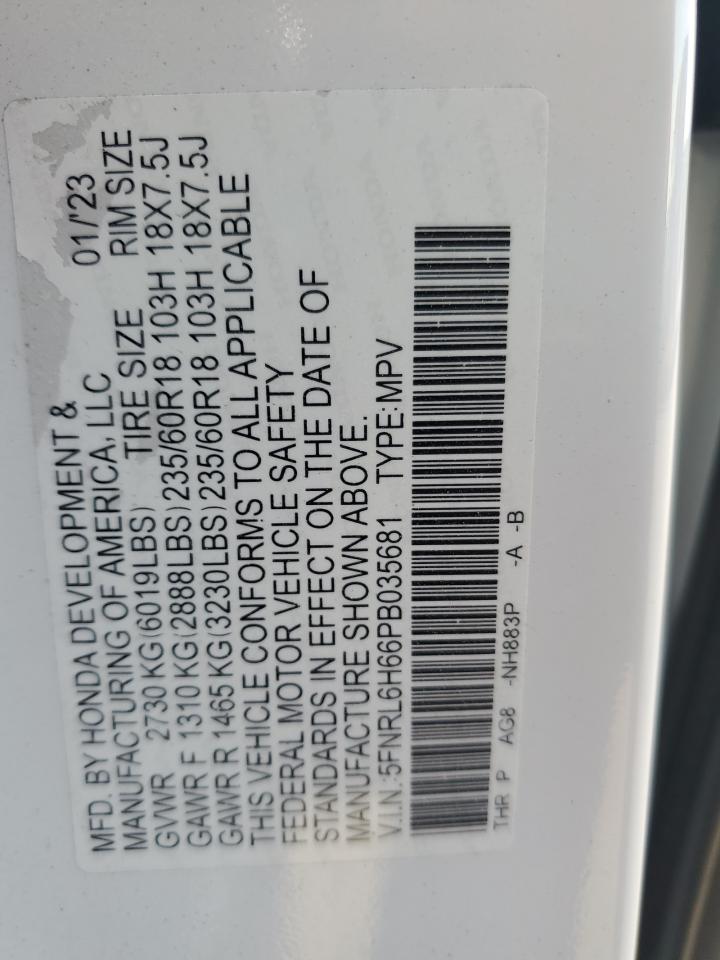 MFD. BY HONDA DEVELOPMENT &
MANUFACTURING OF AMERICA, LLC 01/'23
GVWR 2730 KG(6019LBS) TIRE SIZE RIM SIZE
GAWR F 1310 KG(2888LBS)235/60R18 103H 18X7.5J
GAWR R 1465 KG(3230LBS)235/60R18 103H 18X7.5J
THIS VEHICLE CONFORMS TO ALL APPLICABLE
FEDERAL MOTOR VEHICLE SAFETY
STANDARDS IN EFFECT ON THE DATE OF
MANUFACTURE SHOWN ABOVE.
V.I.N.:5FNRL6H66PB035681 TYPE:MPV
THR P AG8 -NH883P -A -B